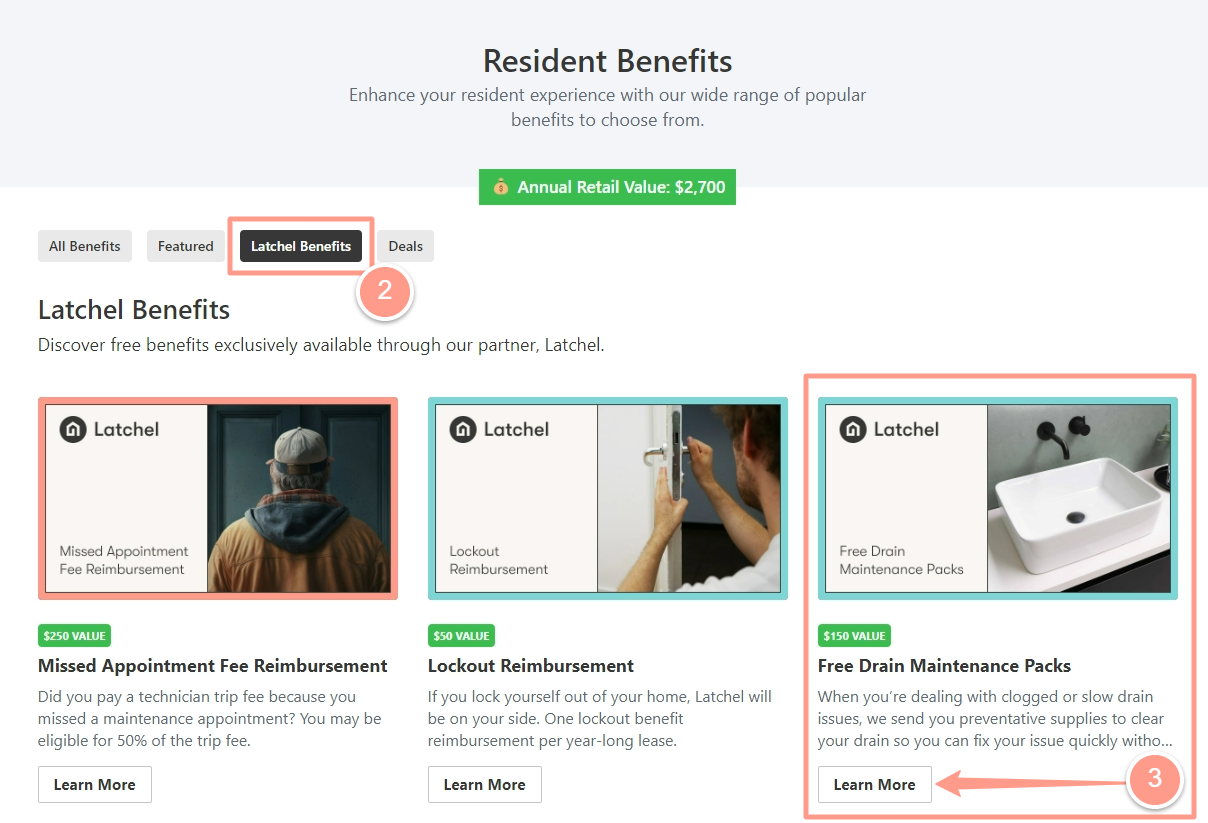 Resident Benefits
Enhance your resident experience with our wide range of popular
benefits to choose from.
Annual Retail Value: $2,700
All Benefits
Featured
Latchel Benefits
Deals
2
Latchel Benefits
Discover free benefits exclusively available through our partner, Latchel.
Latchel
Missed Appointment
Fee Reimbursement
$250 VALUE
Missed Appointment Fee Reimbursement
Did you pay a technician trip fee because you
missed a maintenance appointment? You may be
eligible for 50% of the trip fee.
Learn More
Latchel
Lockout
Reimbursement
$50 VALUE
Lockout Reimbursement
If you lock yourself out of your home, Latchel will
be on your side. One lockout benefit
reimbursement per year-long lease.
Learn More
Latchel
Free Drain
Maintenance Packs
$150 VALUE
Free Drain Maintenance Packs
When you’re dealing with clogged or slow drain
issues, we send you preventative supplies to clear
your drain so you can fix your issue quickly witho...
Learn More
3